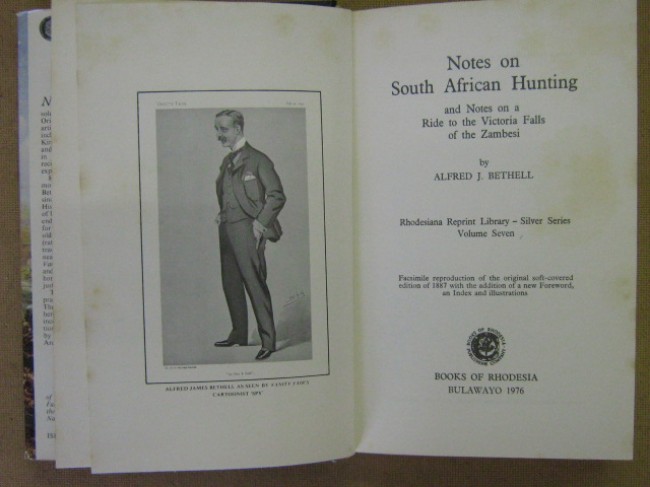 VANITY FAIR
ALFRED JAMES BETHELL AS SEEN BY VANITY FAIR'S
CARTOONIST 'SPY'
Notes on
South African Hunting
and Notes on a
Ride to the Victoria Falls
of the Zambesi
by
ALFRED J. BETHELL
Rhodesiana Reprint Library – Silver Series
Volume Seven
Facsimile reproduction of the original soft-covered
edition of 1887 with the addition of a new Foreword,
an Index and illustrations
BOOKS OF RHODESIA
BULAWAYO 1976